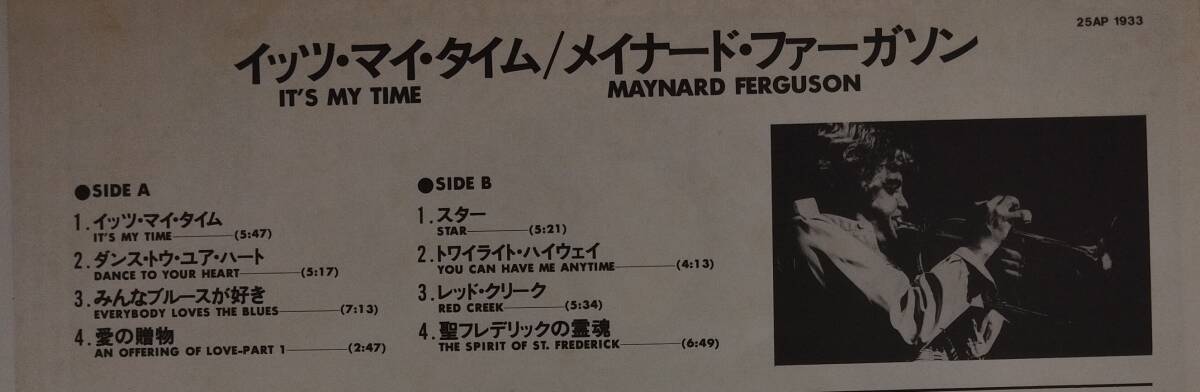 25AP 1933
イッツ・マイ・タイム/メイナード・ファーガソン
IT'S MY TIME MAYNARD FERGUSON
●SIDE A
1.イッツ・マイ・タイム
IT'S MY TIME (5:47)
2.ダンス・トゥ・ユア・ハート
DANCE TO YOUR HEART (5:17)
3.みんなブルースが好き
EVERYBODY LOVES THE BLUES (7:13)
4.愛の贈物
AN OFFERING OF LOVE-PART 1 (2:47)
●SIDE B
1.スター
STAR (5:21)
2.トワイライト・ハイウェイ
YOU CAN HAVE ME ANYTIME (4:13)
3.レッド・クリーク
RED CREEK (5:34)
4.聖フレデリックの霊魂
THE SPIRIT OF ST. FREDERICK (6:49)